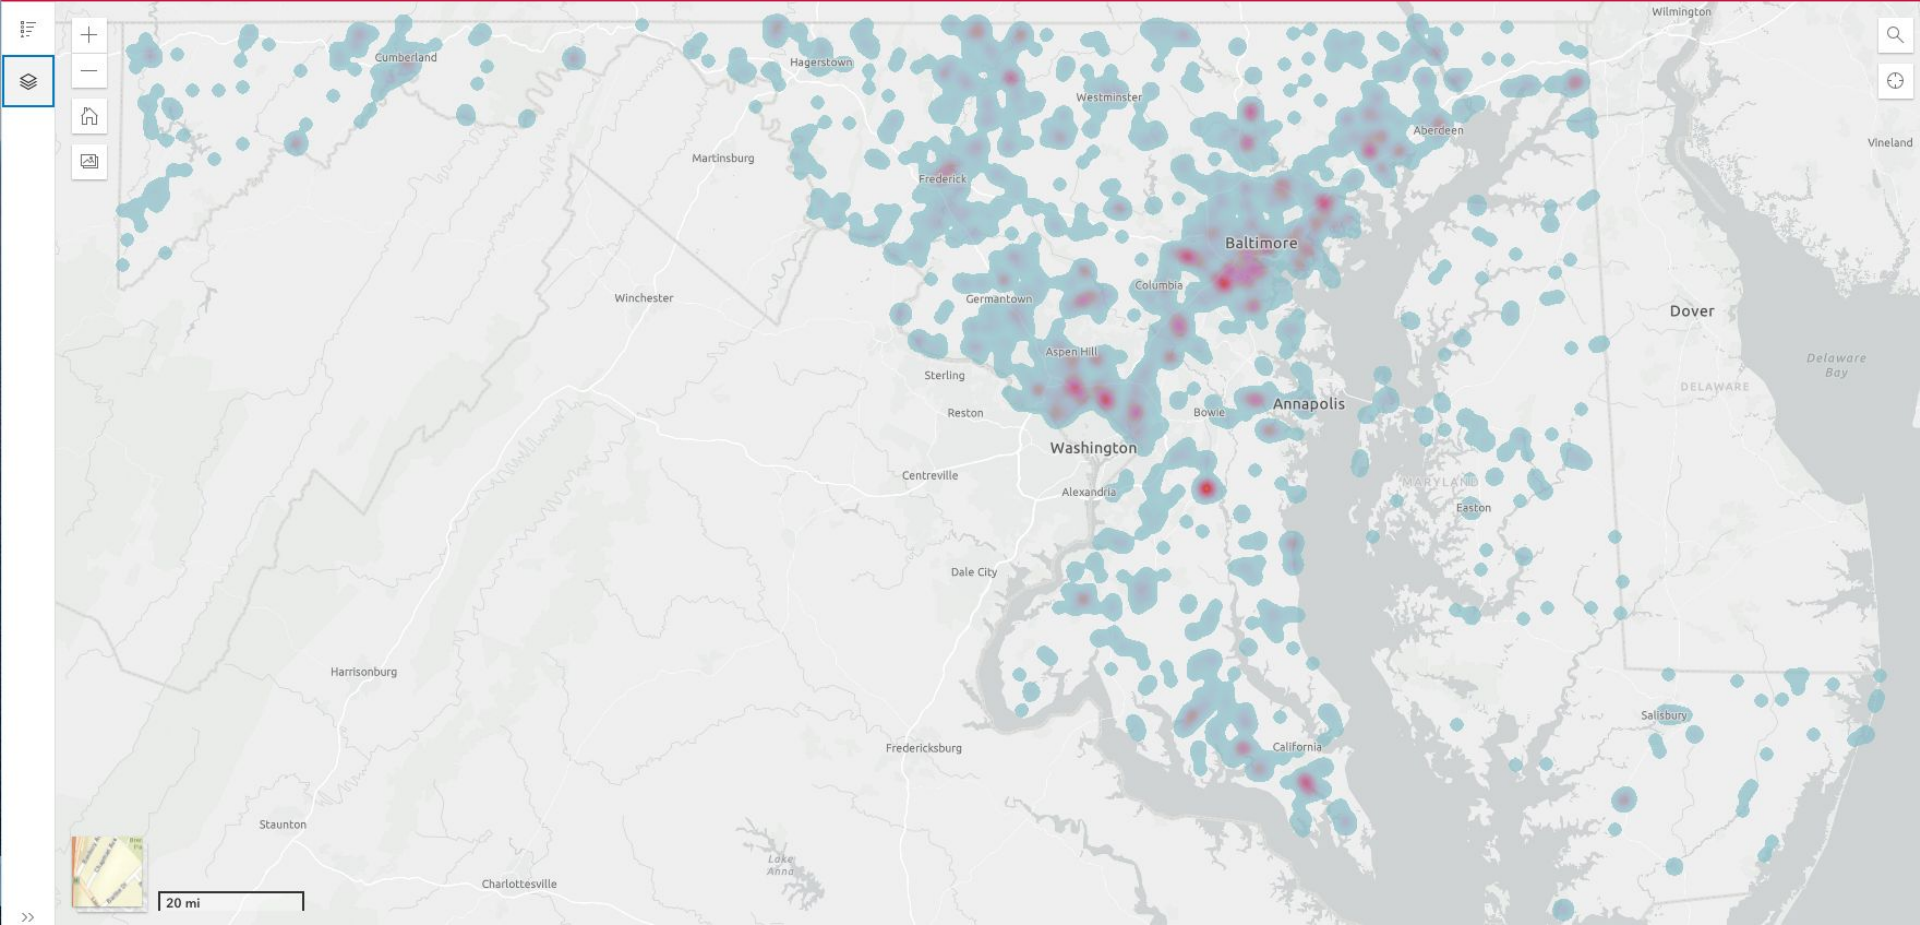 Wilmington
Cumberland
Hagerstown
Westminster
Aberdeen
Vineland
Martinsburg
Frederick
Baltimore
Winchester
Germantown
Columbia
Dover
Aspen Hill
Delaware
Bay
Sterling
DELAWARE
Reston
Bowie
Annapolis
Washington
Centreville
MARYLAND
Alexandria
Easton
Dale City
Harrisonburg
Salisbury
Fredericksburg
California
Staunton
Lake
Anna
Charlottesville
20 mi